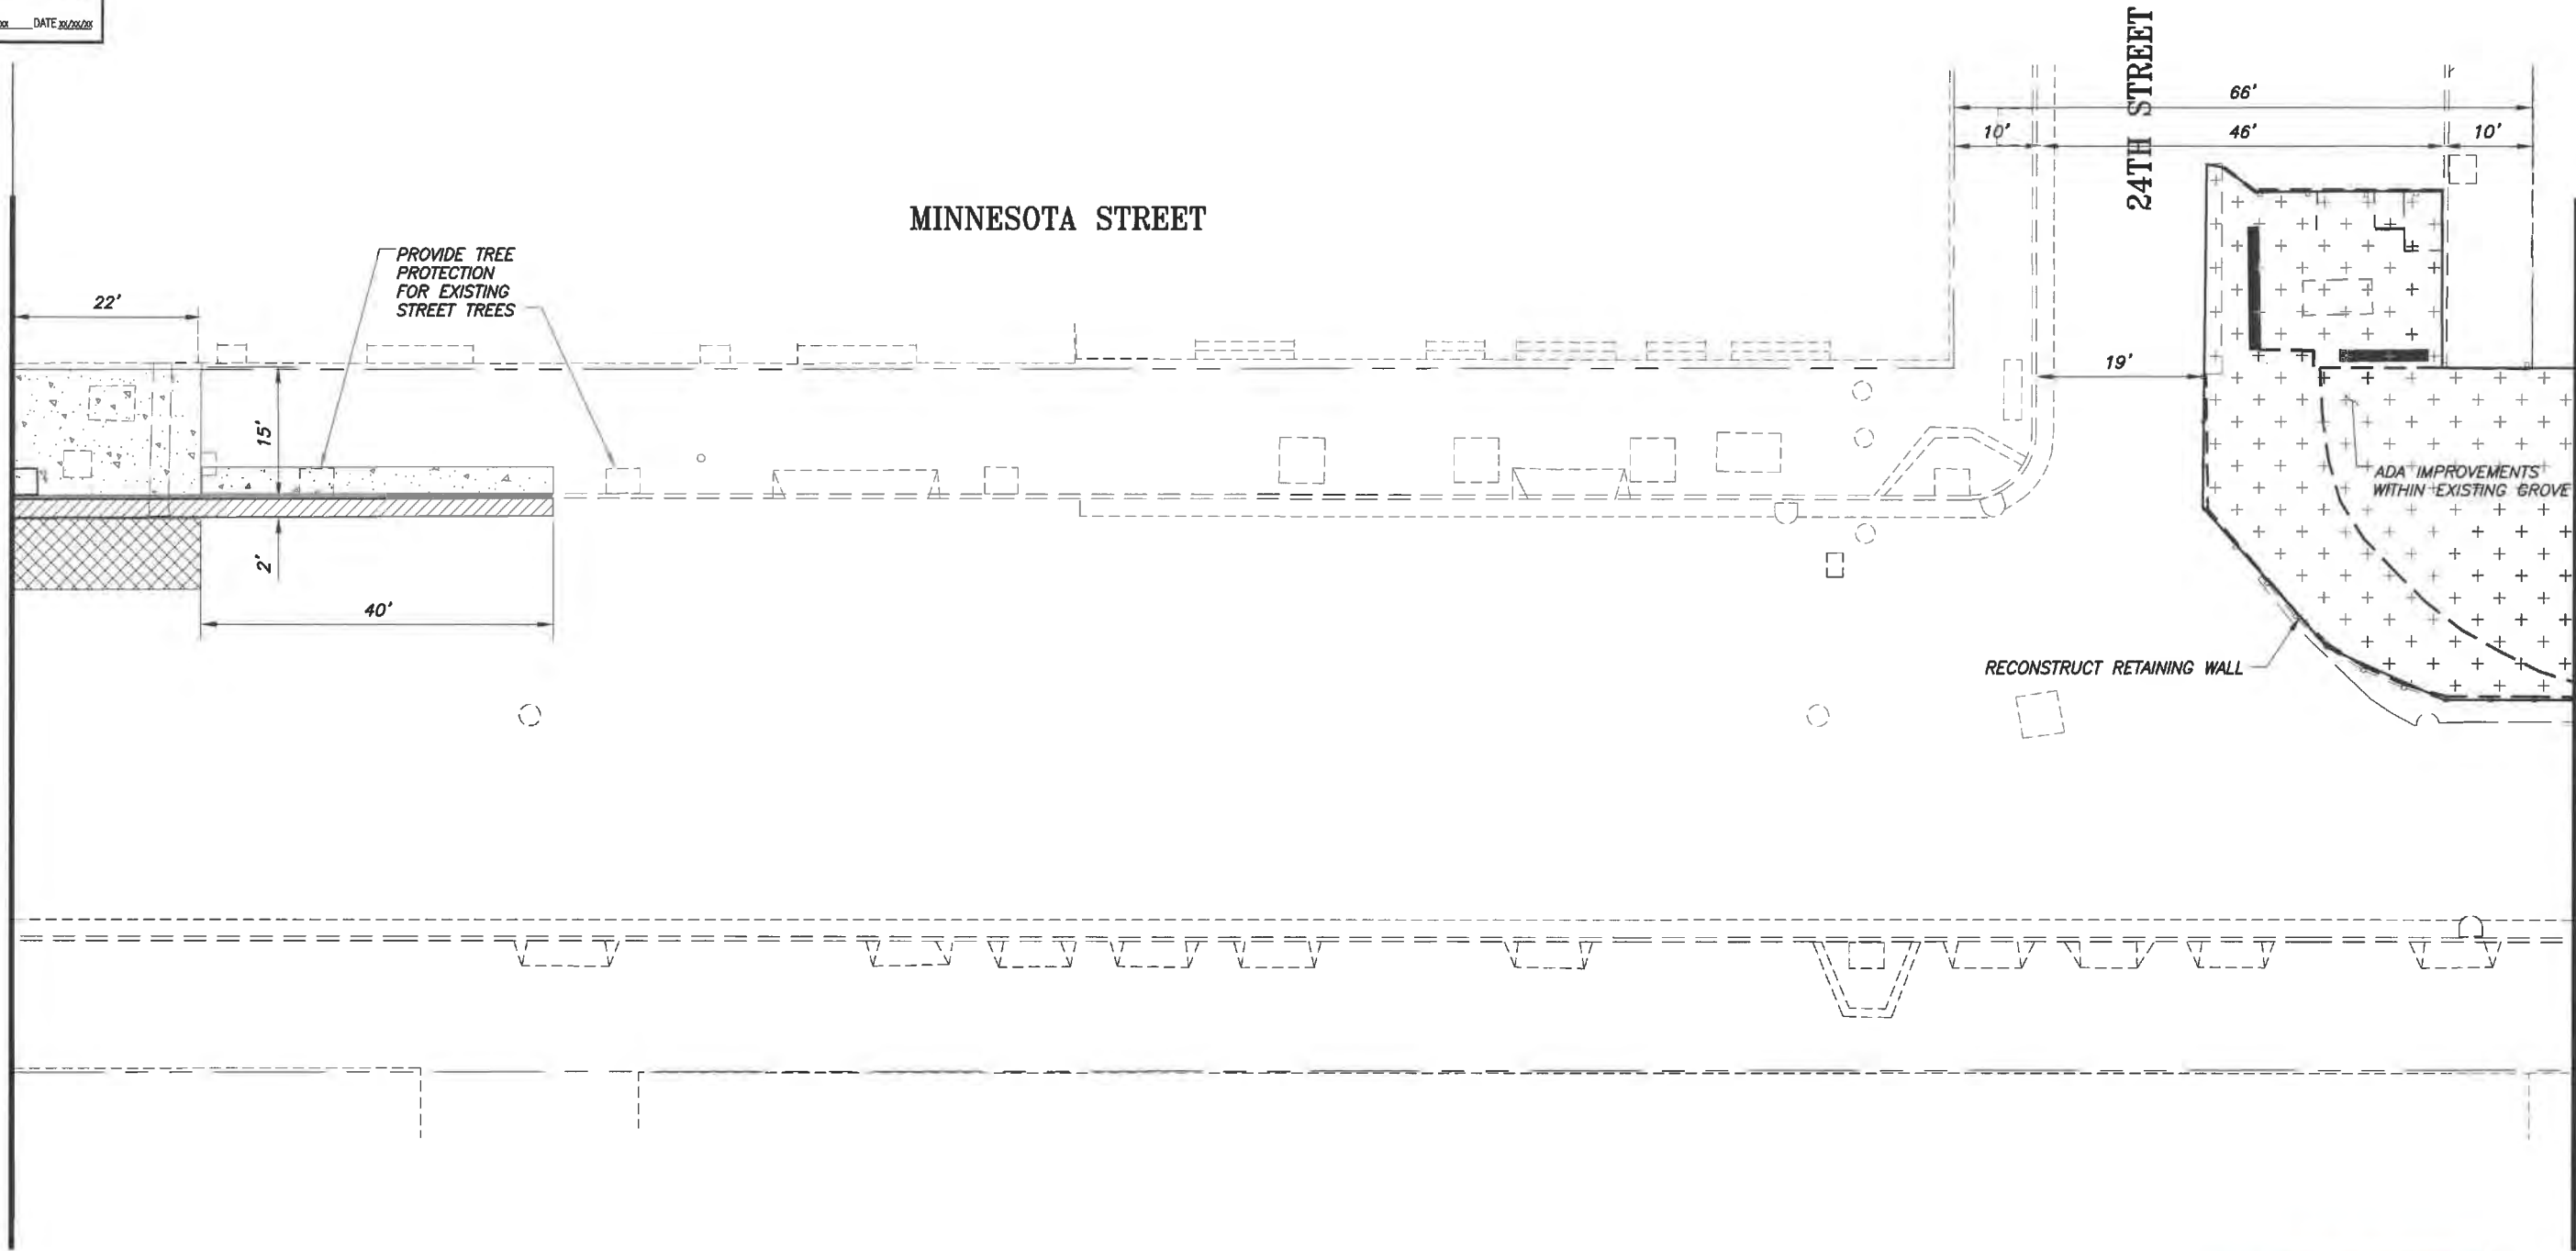 DATE xx/xx/xx
24TH STREET
66'
10'
46'
10'
MINNESOTA STREET
PROVIDE TREE
PROTECTION
FOR EXISTING
STREET TREES
22'
19'
15'
ADA IMPROVEMENTS
WITHIN EXISTING GROVE
2'
40'
RECONSTRUCT RETAINING WALL